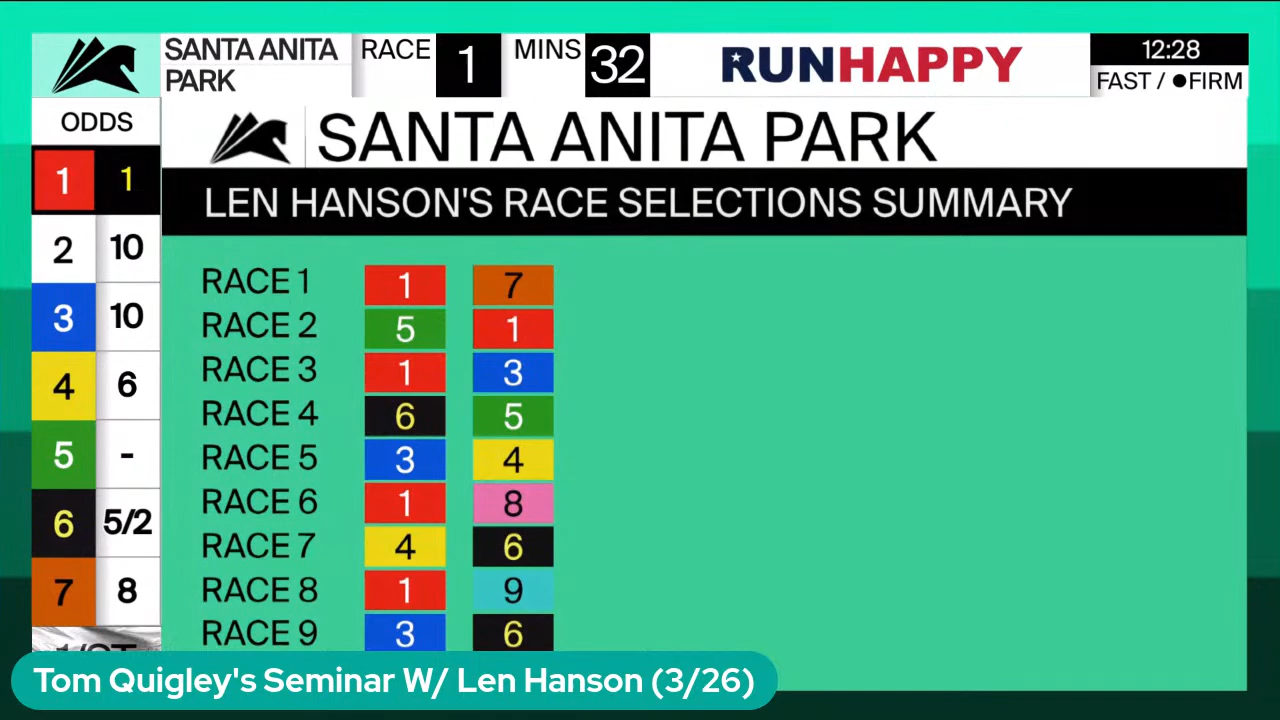 SANTA ANITA PARK
RACE 1
MINS 32
RUNHAPPY
12:28
FAST / ●FIRM
ODDS
1 1
2 10
3 10
4 6
5 -
6 5/2
7 8
SANTA ANITA PARK
LEN HANSON'S RACE SELECTIONS SUMMARY
RACE 1 1 7
RACE 2 5 1
RACE 3 1 3
RACE 4 6 5
RACE 5 3 4
RACE 6 1 8
RACE 7 4 6
RACE 8 1 9
RACE 9 3 6
Tom Quigley's Seminar W/ Len Hanson (3/26)